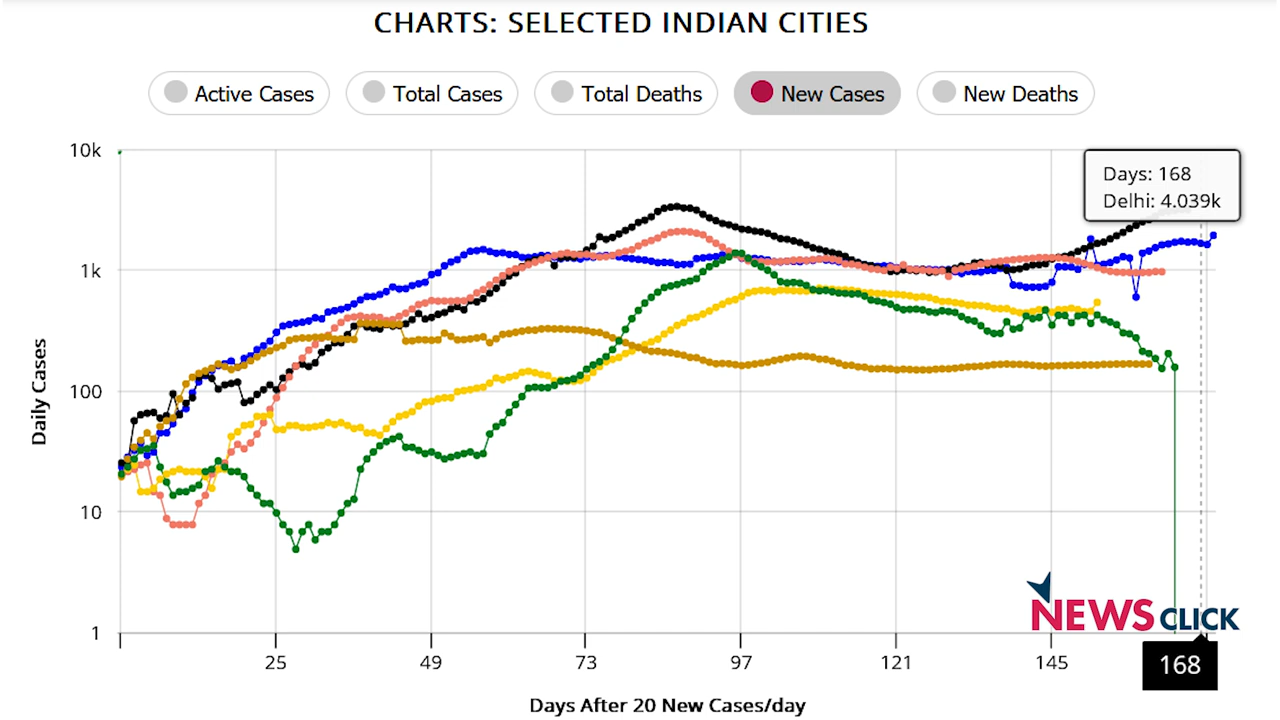 CHARTS: SELECTED INDIAN CITIES
Active Cases
Total Cases
Total Deaths
New Cases
New Deaths
10k
1k
100
10
1
Daily Cases
Days: 168
Delhi: 4.039k
NEWSCLICK
25
49
73
97
121
145
168
Days After 20 New Cases/day